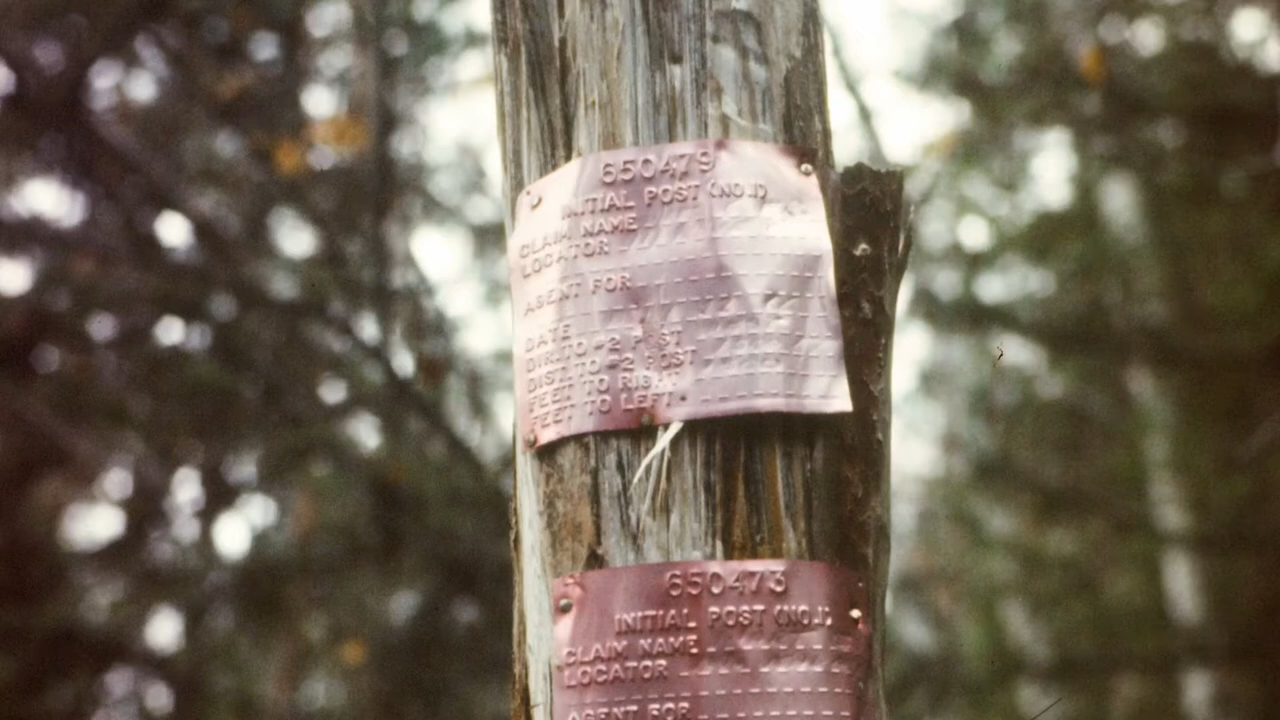 650479
INITIAL POST (NO.1)
CLAIM NAME
LOCATOR
AGENT FOR
DATE
DIR. TO #2 POST
DIST. TO #2 POST
FEET TO RIGHT
FEET TO LEFT
650473
INITIAL POST (NO.1)
CLAIM NAME
LOCATOR
AGENT FOR